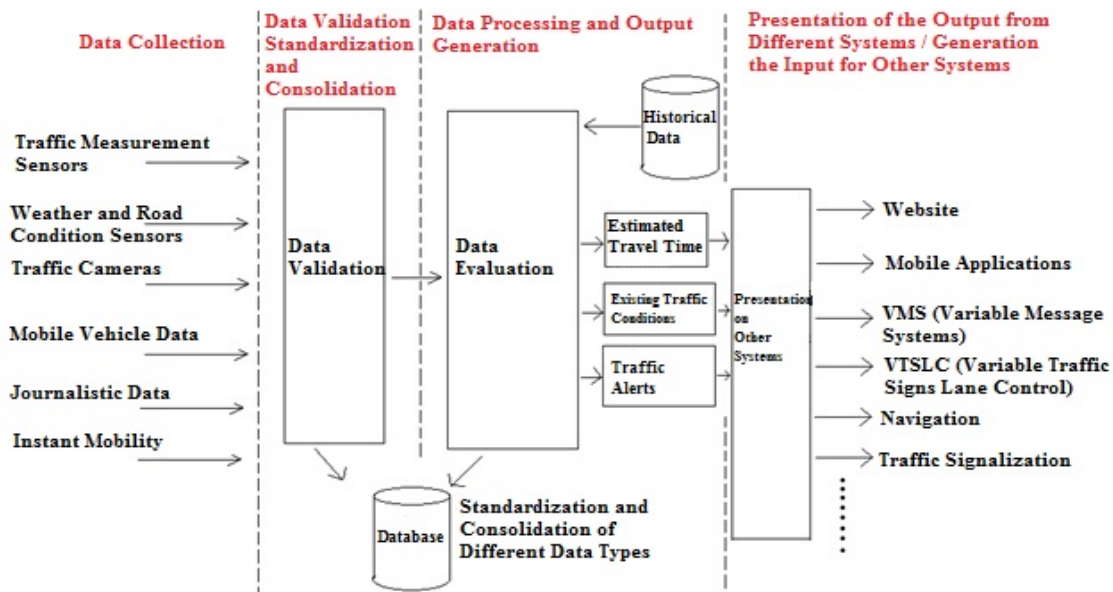 Data Collection
Data Validation
Standardization
and
Consolidation
Data Processing and Output
Generation
Presentation of the Output from
Different Systems / Generation
the Input for Other Systems
Traffic Measurement
Sensors
Weather and Road
Condition Sensors
Traffic Cameras
Mobile Vehicle Data
Journalistic Data
Instant Mobility
Data
Validation
Data
Evaluation
Historical
Data
Estimated
Travel Time
Existing Traffic
Conditions
Traffic
Alerts
Presentation
on
Other
Systems
Website
Mobile Applications
VMS (Variable Message
Systems)
VTSLC (Variable Traffic
Signs Lane Control)
Navigation
Traffic Signalization
Database
Standardization and
Consolidation of
Different Data Types